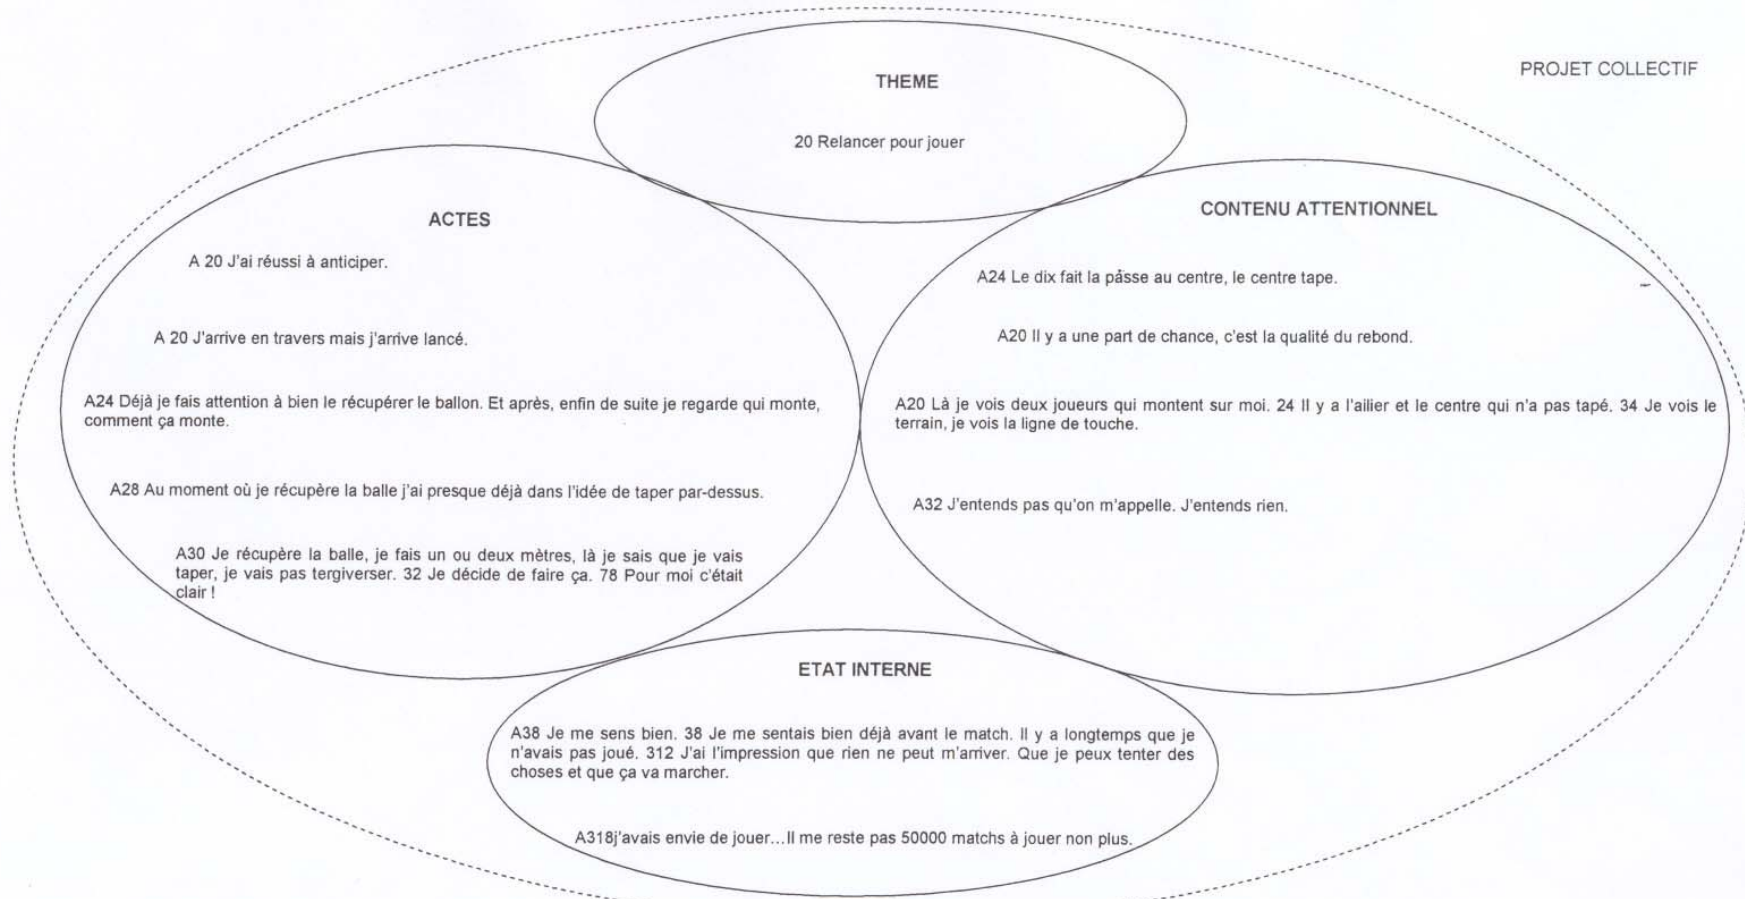 PROJET COLLECTIF
THEME
20 Relancer pour jouer
ACTES
A 20 J'ai réussi à anticiper.
A 20 J'arrive en travers mais j'arrive lancé.
A24 Déjà je fais attention à bien le récupérer le ballon. Et après, enfin de suite je regarde qui monte,
comment ça monte.
A28 Au moment où je récupère la balle j'ai presque déjà dans l'idée de taper par-dessus.
A30 Je récupère la balle, je fais un ou deux mètres, là je sais que je vais
taper, je vais pas tergiverser. 32 Je décide de faire ça. 78 Pour moi c'était
clair !
CONTENU ATTENTIONNEL
A24 Le dix fait la pâsse au centre, le centre tape.
A20 Il y a une part de chance, c'est la qualité du rebond.
A20 Là je vois deux joueurs qui montent sur moi. 24 Il y a l'ailier et le centre qui n'a pas tapé. 34 Je vois le
terrain, je vois la ligne de touche.
A32 J'entends pas qu'on m'appelle. J'entends rien.
ETAT INTERNE
A38 Je me sens bien. 38 Je me sentais bien déjà avant le match. Il y a longtemps que je
n'avais pas joué. 312 J'ai l'impression que rien ne peut m'arriver. Que je peux tenter des
choses et que ça va marcher.
A318j'avais envie de jouer...Il me reste pas 50000 matchs à jouer non plus.